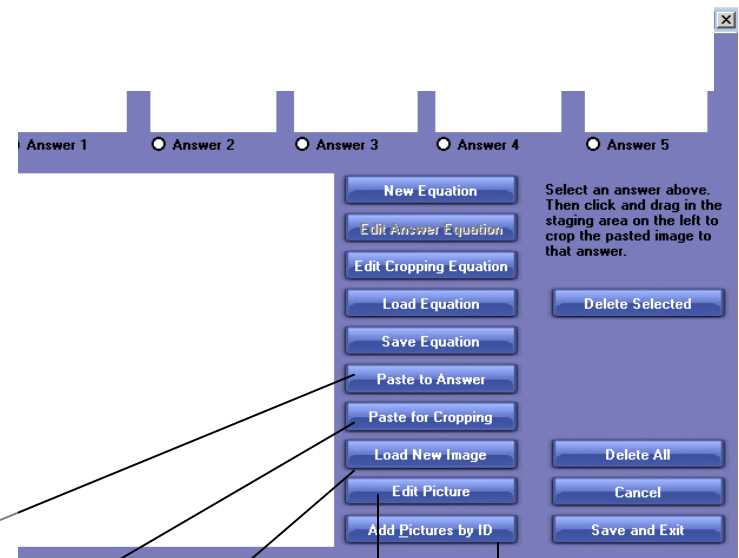 Answer 1
Answer 2
Answer 3
Answer 4
Answer 5
New Equation
Edit Answer Equation
Edit Cropping Equation
Load Equation
Save Equation
Paste to Answer
Paste for Cropping
Load New Image
Edit Picture
Add Pictures by ID
Select an answer above.
Then click and drag in the
staging area on the left to
crop the pasted image to
that answer.
Delete Selected
Delete All
Cancel
Save and Exit